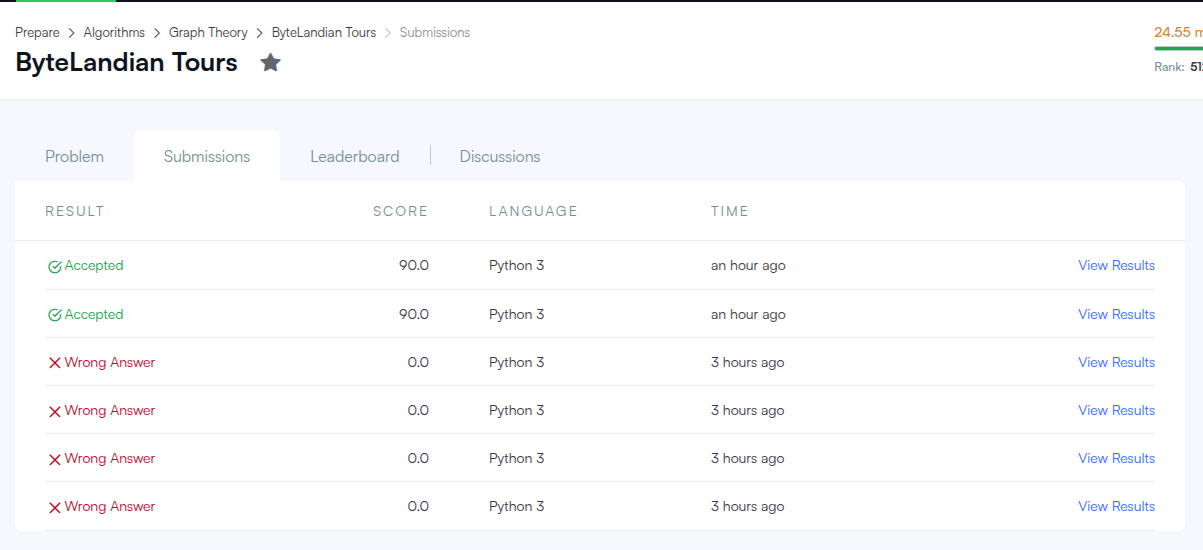 Prepare > Algorithms > Graph Theory > ByteLandian Tours > Submissions
24.55
ByteLandian Tours
Rank:
Problem Submissions Leaderboard Discussions
RESULT SCORE LANGUAGE TIME
Accepted 90.0 Python 3 an hour ago View Results
Accepted 90.0 Python 3 an hour ago View Results
Wrong Answer 0.0 Python 3 3 hours ago View Results
Wrong Answer 0.0 Python 3 3 hours ago View Results
Wrong Answer 0.0 Python 3 3 hours ago View Results
Wrong Answer 0.0 Python 3 3 hours ago View Results